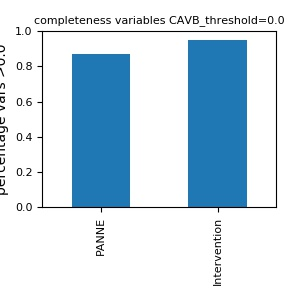 completeness variables CAVB_threshold=0.0
percentage vars >0.0
1.0
0.8
0.6
0.4
0.2
0.0
PANNE
Intervention